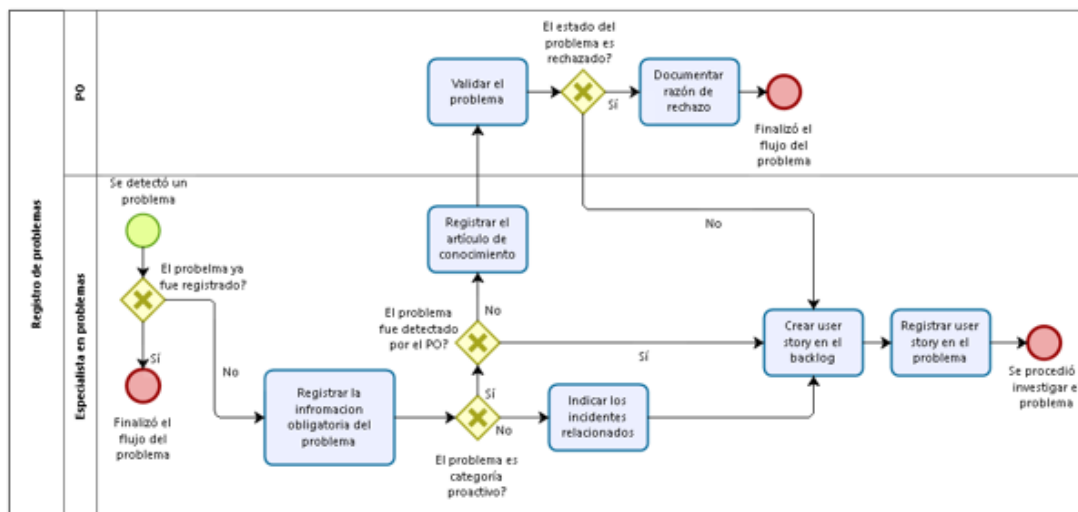 Registro de problemas
PO
Validar el
problema
El estado del
problema es
rechazado?
Sí
Documentar
razón de
rechazo
Finalizó el
flujo del
problema
No
Especialista en problemas
Se detectó un
problema
El probelma ya
fue registrado?
Sí
Finalizó el
flujo del
problema
No
Registrar la
infromacion
obligatoria del
problema
El problema es
categoría
proactivo?
Sí
No
El problema
fue detectado
por el PO?
No
Sí
Registrar el
artículo de
conocimiento
Indicar los
incidentes
relacionados
Crear user
story en el
backlog
Registrar user
story en el
problema
Se procedió
investigar e
problema